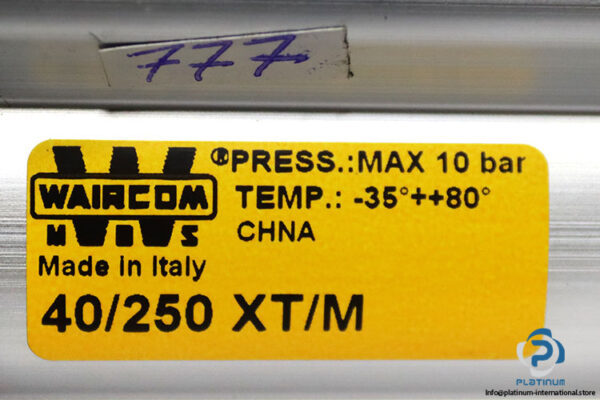 777
WAIRCOM
M D S
®PRESS.:MAX 10 bar
TEMP.: -35°++80°
CHNA
Made in Italy
40/250 XT/M
PLATINUM
Info@platinum-international.store